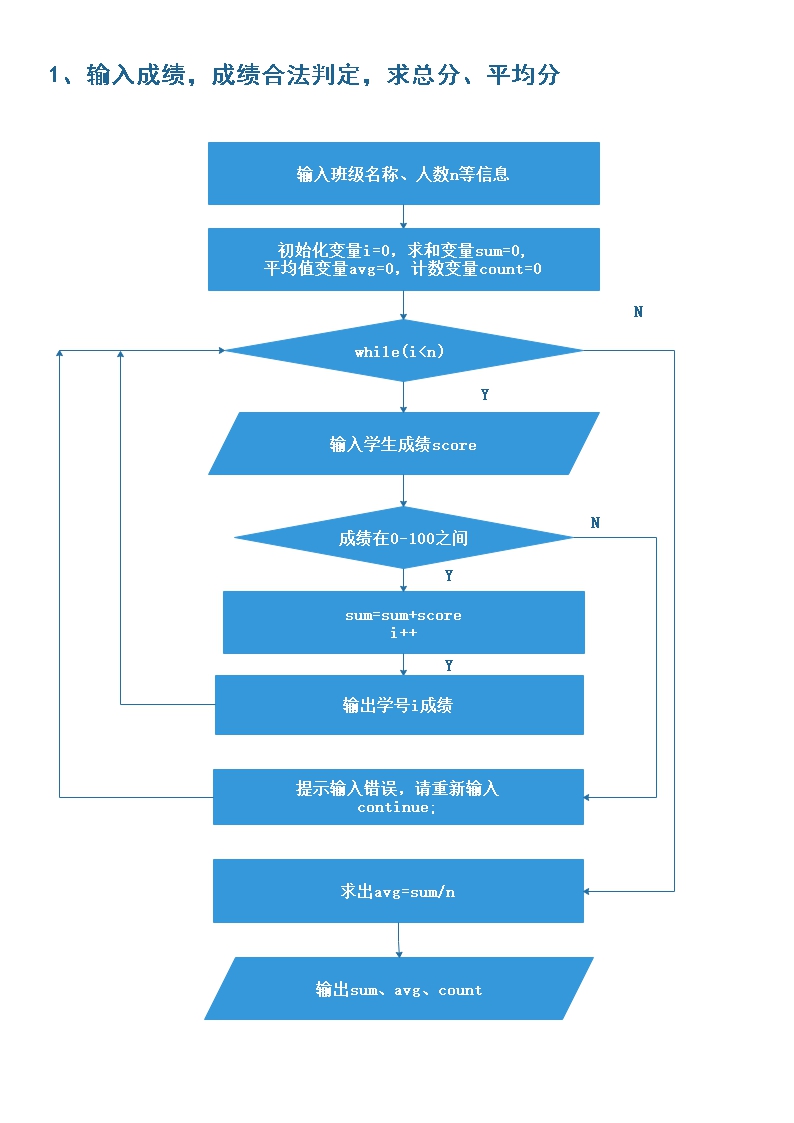 1、输入成绩，成绩合法判定，求总分、平均分
输入班级名称、人数n等信息
初始化变量i=0，求和变量sum=0，
平均值变量avg=0，计数变量count=0
N
while(i<n)
Y
输入学生成绩score
N
成绩在0-100之间
Y
sum=sum+score
i++
Y
输出学号i成绩
提示输入错误，请重新输入
continue;
求出avg=sum/n
输出sum、avg、count